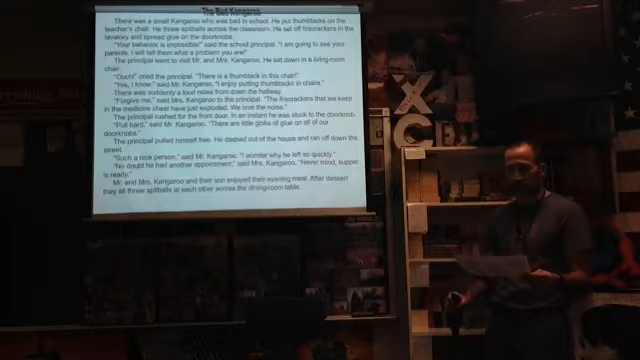 The Bad Kangaroo
There was a small Kangaroo who was bad in school. He put thumbtacks on the
teacher's chair. He threw spitballs across the classroom. He set off firecrackers in the
lavatory and spread glue on the doorknobs.
"Your behavior is impossible!" said the school principal. "I am going to see your
parents. I will tell them what a problem you are!"
The principal went to visit Mr. and Mrs. Kangaroo. He sat down in a living-room
chair.
"Ouch!" cried the principal. "There is a thumbtack in this chair!"
"Yes, I know," said Mr. Kangaroo. "I enjoy putting thumbtacks in chairs."
There was suddenly a loud noise from down the hallway.
"Forgive me," said Mrs. Kangaroo to the principal. "The firecrackers that we keep
in the medicine chest have just exploded. We love the noise."
The principal rushed for the front door. In an instant he was stuck to the doorknob.
"Pull hard," said Mr. Kangaroo. "There are little globs of glue on all of our
doorknobs."
The principal pulled himself free. He dashed out of the house and ran off down the
street.
"Such a nice person," said Mr. Kangaroo. "I wonder why he left so quickly."
"No doubt he had another appointment," said Mrs. Kangaroo. "Never mind, supper
is ready."
Mr. and Mrs. Kangaroo and their son enjoyed their evening meal. After dessert
they all threw spitballs at each other across the dining-room table.
X
C